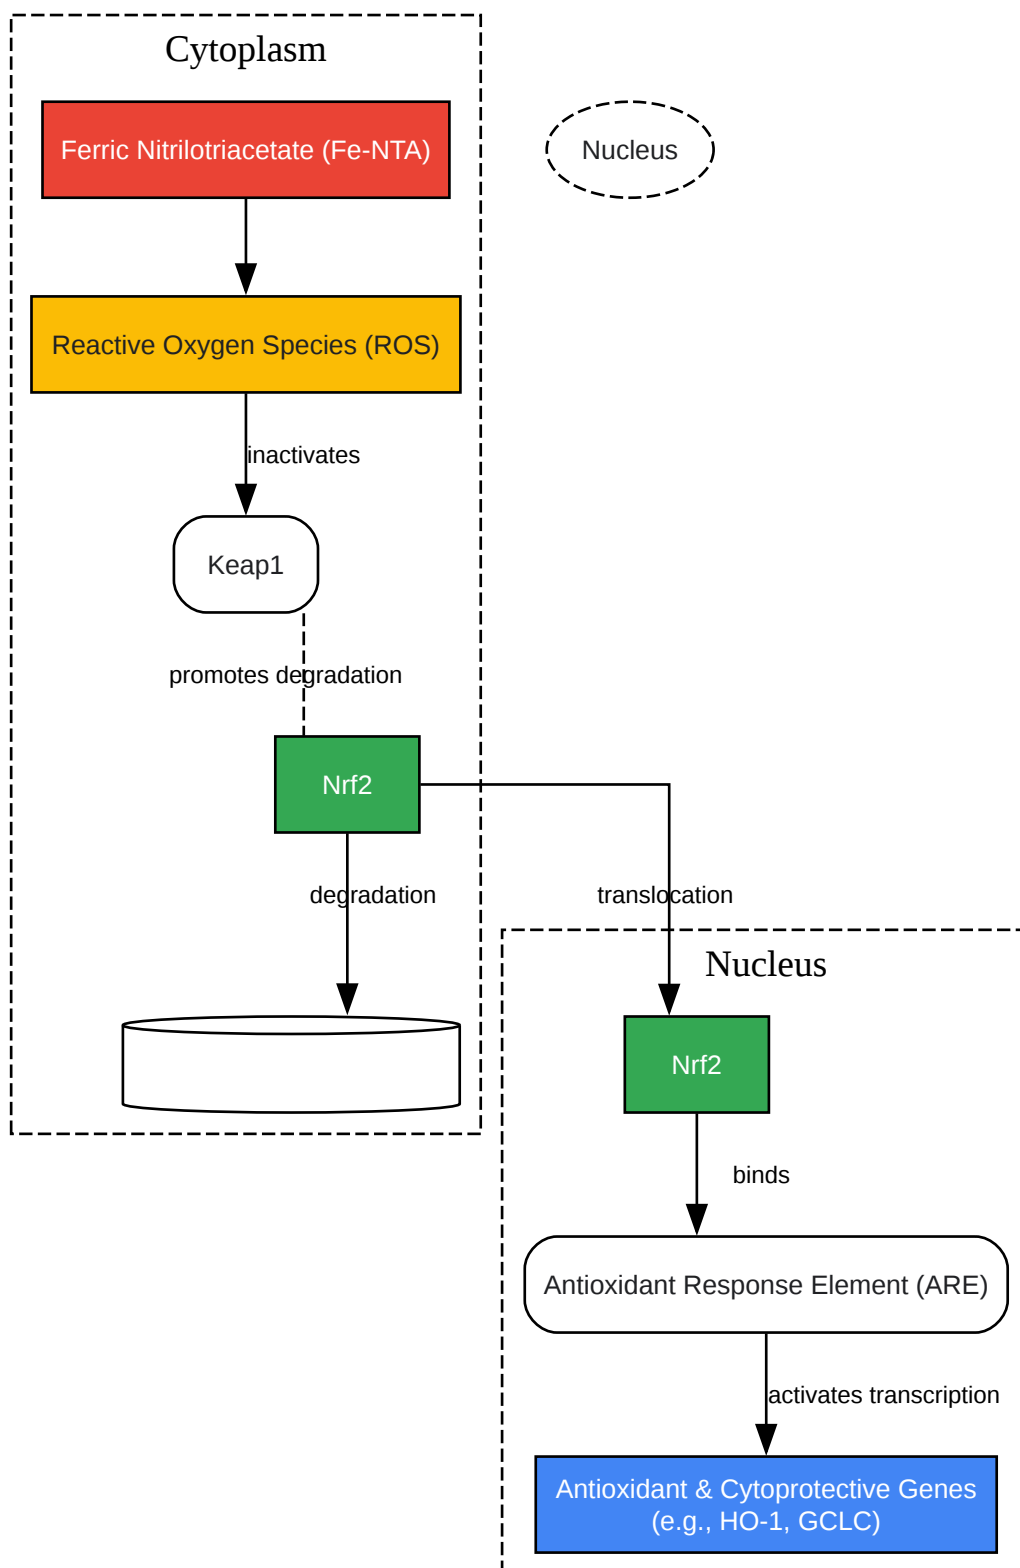 Cytoplasm
Ferric Nitrilotriacetate (Fe-NTA)
Nucleus
Reactive Oxygen Species (ROS)
inactivates
Keap1
promotes degradation
Nrf2
degradation
translocation
Nucleus
Nrf2
binds
Antioxidant Response Element (ARE)
activates transcription
Antioxidant & Cytoprotective Genes
(e.g., HO-1, GCLC)